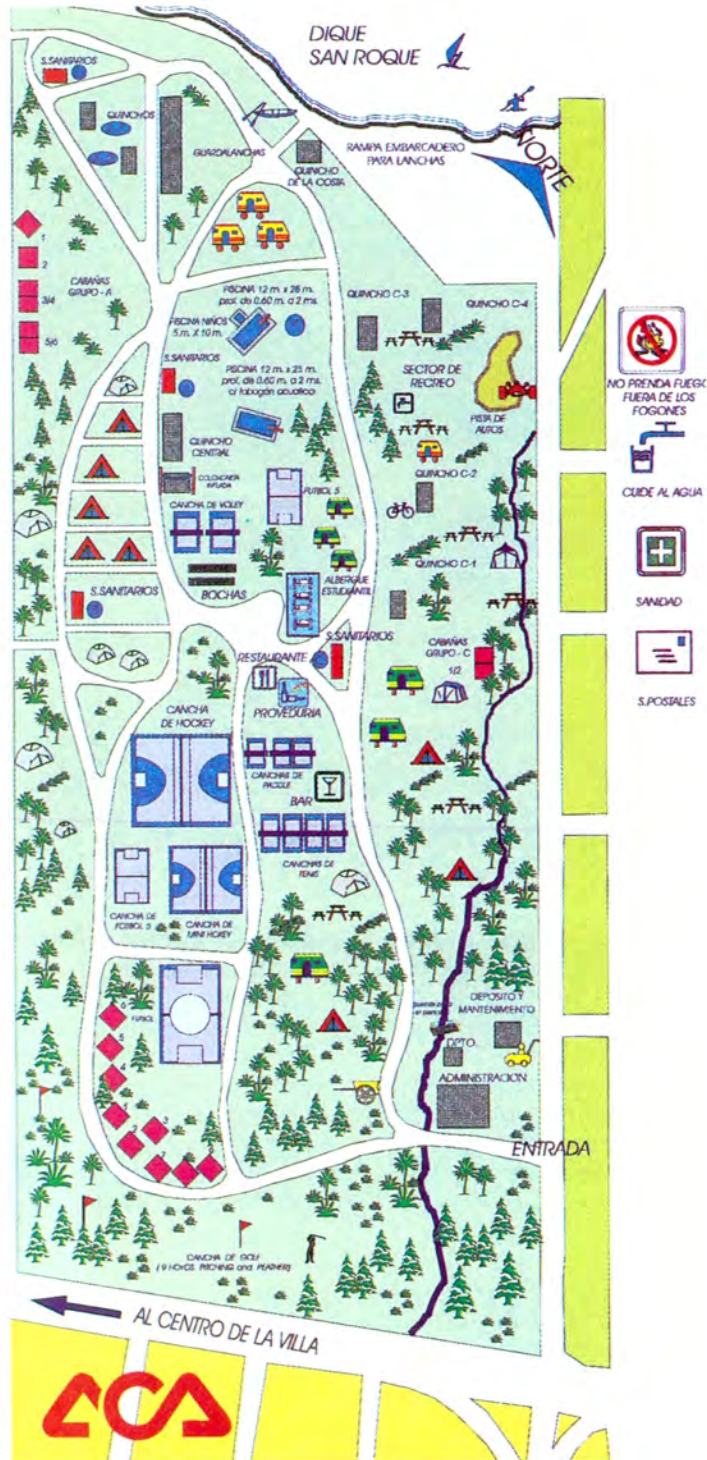 DIQUE
SAN ROQUE
S.SANITARIOS
QUINCHOS
GUARDALANCHAS
QUINCHO
DE LA COSTA
RAMPA EMBARCADERO
PARA LANCHAS
NORTE
1
2
3/4
5/6
CABAÑAS
GRUPO - A
PISCINA NIÑOS
5 m. X 10 m.
S.SANITARIOS
QUINCHO
CENTRAL
CANCHA DE VOLEY
FUTBOL 5
BOCHAS
ALBERGUE
ESTUDIANTIL
QUINCHO C-3
QUINCHO C-4
SECTOR DE
RECREO
PISTA DE
AUTOS
QUINCHO C-2
QUINCHO C-1
CABAÑAS
GRUPO - C
1/2
NO PRENDA FUEGO
FUERA DE LOS
FOGONES
CUIDE AL AGUA
SANIDAD
S.POSTALES
S.SANITARIOS
S.SANITARIOS
RESTAURANTE
PROVEDURIA
CANCHA
DE HOCKEY
CANCHAS DE
PADDLE
BAR
CANCHAS DE
TENIS
CANCHA DE
CANCHA DE
MINI HOKEY
FUTBOL
6
5
4
DEPOSITO Y
MANTENIMIENTO
DPTO.
ADMINISTRACION
ENTRADA
CANCHA DE GOLF
AL CENTRO DE LA VILLA
ACA